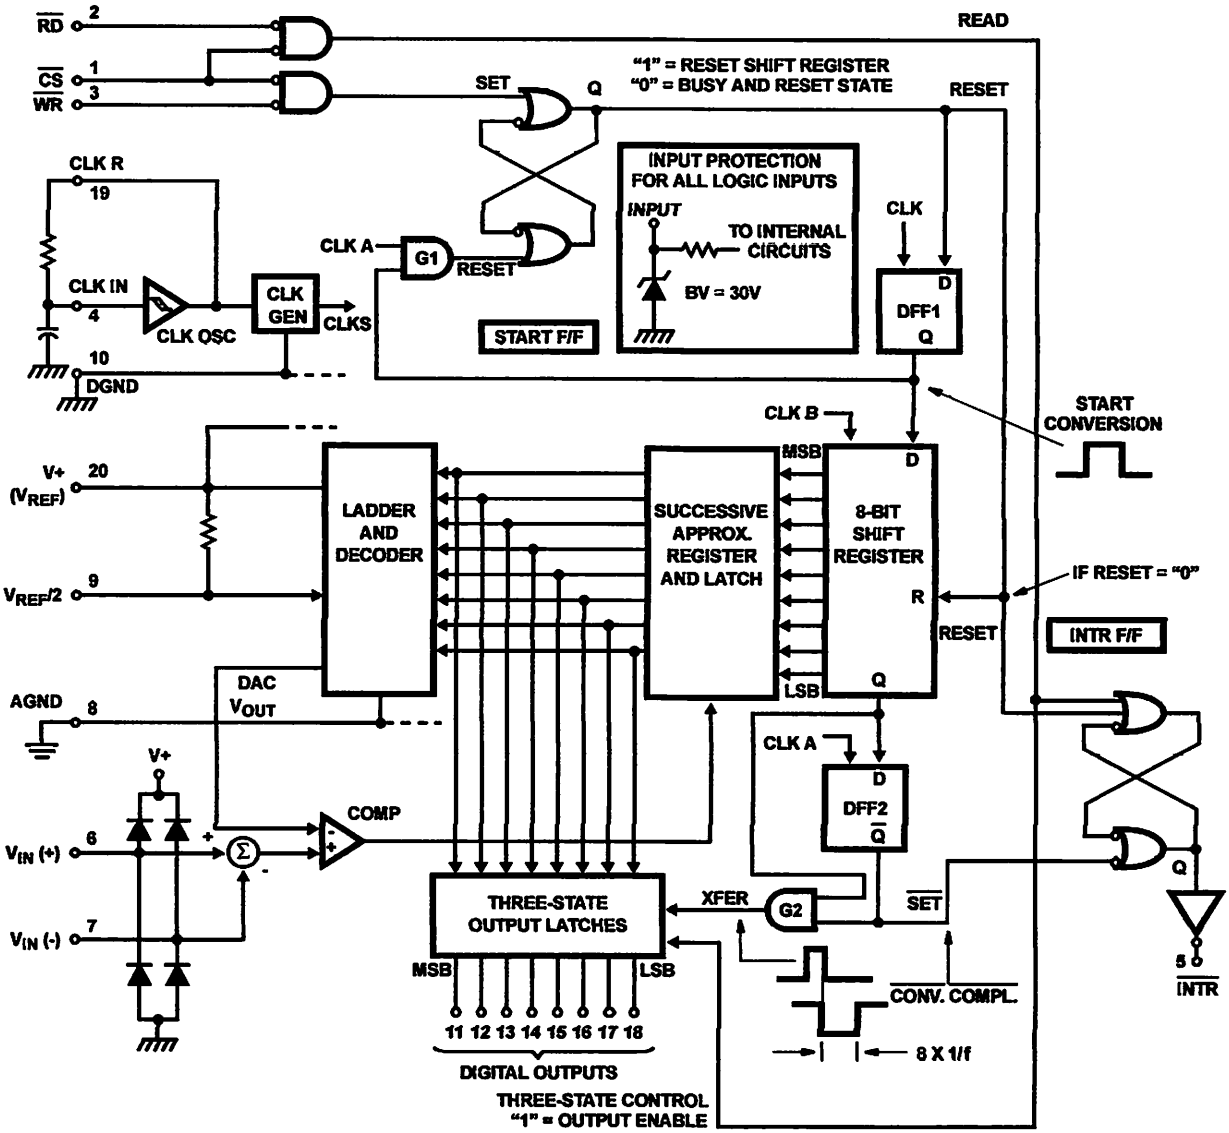 RD
2
READ
CS
1
WR
3
"1" = RESET SHIFT REGISTER
"0" = BUSY AND RESET STATE
SET
Q
RESET
CLK R
19
INPUT PROTECTION
FOR ALL LOGIC INPUTS
INPUT
TO INTERNAL
CIRCUITS
BV = 30V
CLK
D
DFF1
Q
CLK A
G1
RESET
CLK IN
4
CLK OSC
CLK
GEN
CLKS
START F/F
10
DGND
START
CONVERSION
CLK B
MSB
D
V+
(VREF)
20
LADDER
AND
DECODER
SUCCESSIVE
APPROX.
REGISTER
AND LATCH
8-BIT
SHIFT
REGISTER
IF RESET = "0"
VREF/2
9
R
RESET
INTR F/F
LSB
Q
DAC
VOUT
AGND
8
CLK A
D
DFF2
Q
V+
COMP
-
+
VIN (+)
6
+
Σ
-
VIN (-)
7
THREE-STATE
OUTPUT LATCHES
XFER
G2
SET
Q
MSB
LSB
5
INTR
CONV. COMPL.
11 12 13 14 15 16 17 18
8 X 1/f
DIGITAL OUTPUTS
THREE-STATE CONTROL
"1" = OUTPUT ENABLE